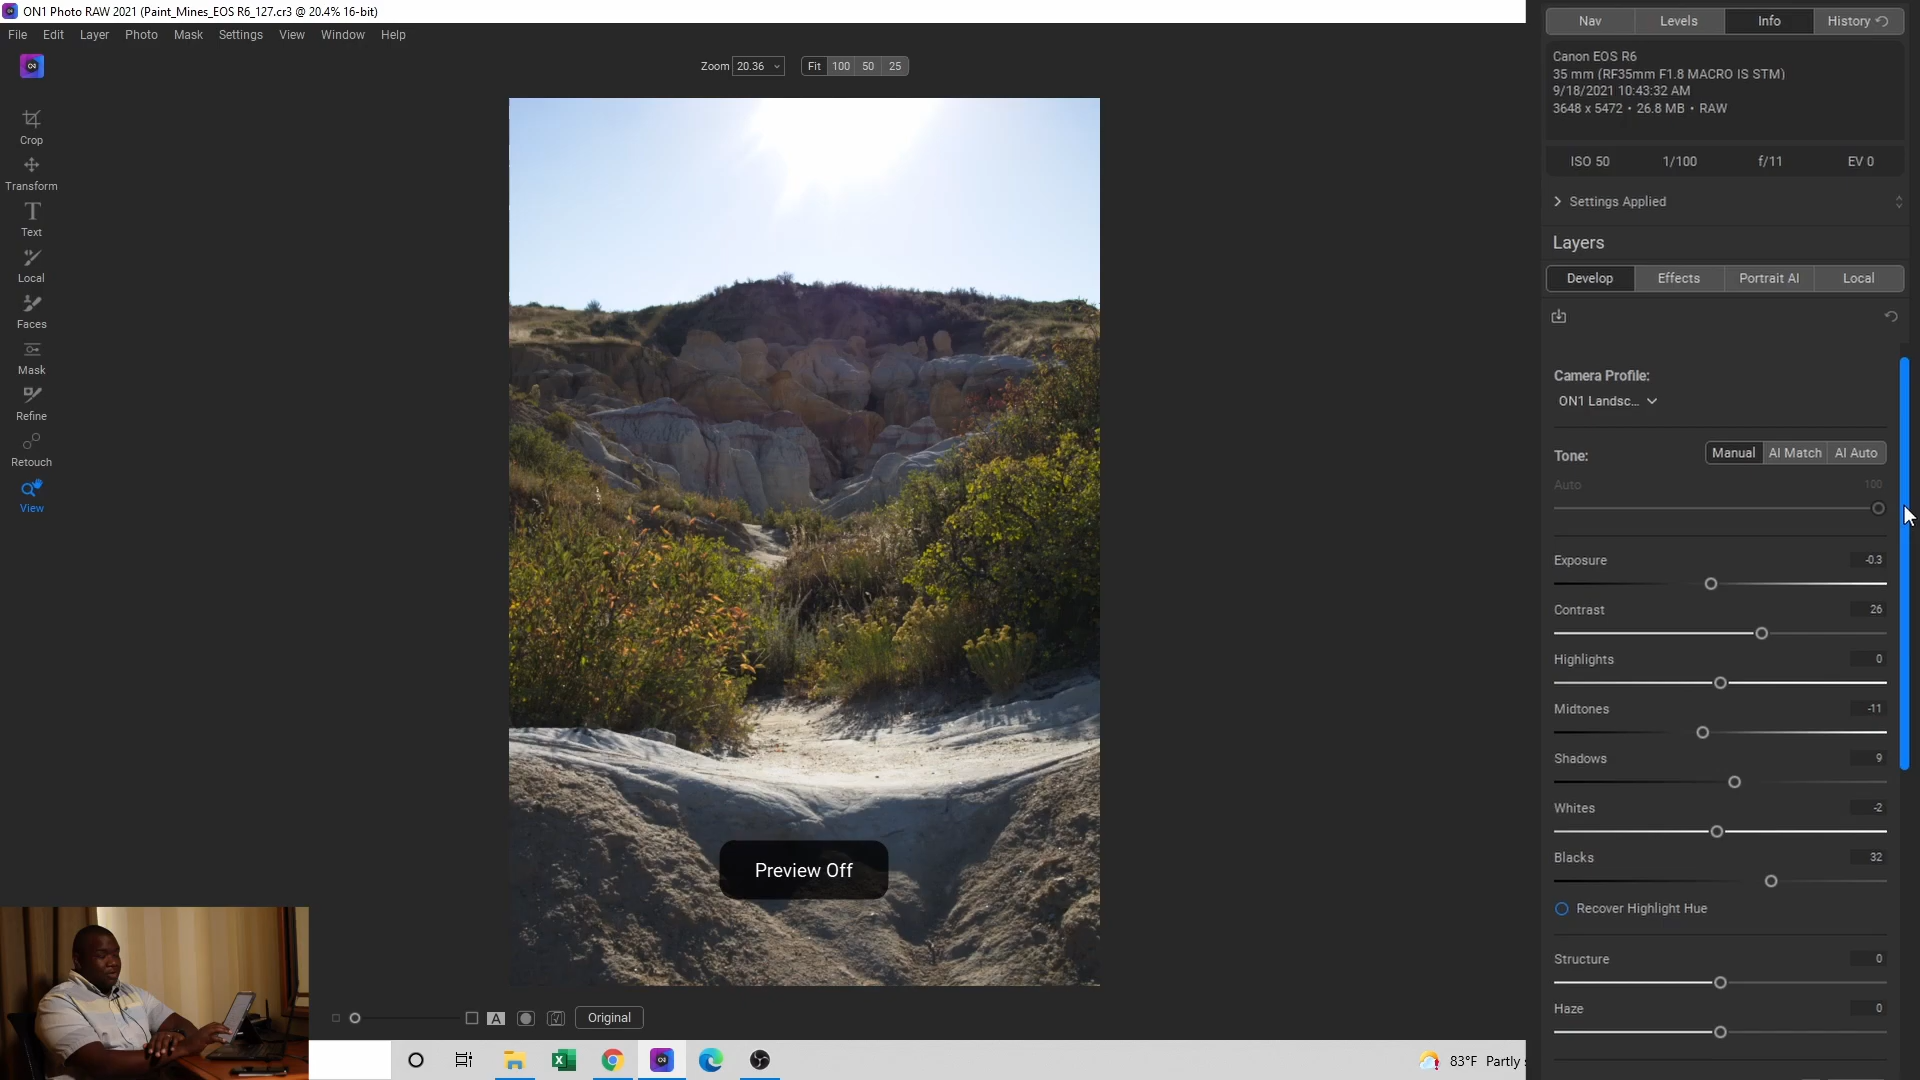 ON1 Photo RAW 2021 (Paint_Mines_EOS R6_127.cr3 @ 20.4% 16-bit)
File Edit Layer Photo Mask Settings View Window Help
Zoom 20.36 Fit 100 50 25
Crop
Transform
Text
Local
Faces
Mask
Refine
Retouch
View
Preview Off
A Original
83°F Partly
Nav Levels Info History
Canon EOS R6
35 mm (RF35mm F1.8 MACRO IS STM)
9/18/2021 10:43:32 AM
3648 x 5472 • 26.8 MB • RAW
ISO 50 1/100 f/11 EV 0
Settings Applied
Layers
Develop Effects Portrait AI Local
Camera Profile:
ON1 Landsc...
Tone: Manual AI Match AI Auto
Auto 100
Exposure -0.3
Contrast 26
Highlights 0
Midtones -11
Shadows 9
Whites -2
Blacks 32
Recover Highlight Hue
Structure 0
Haze 0